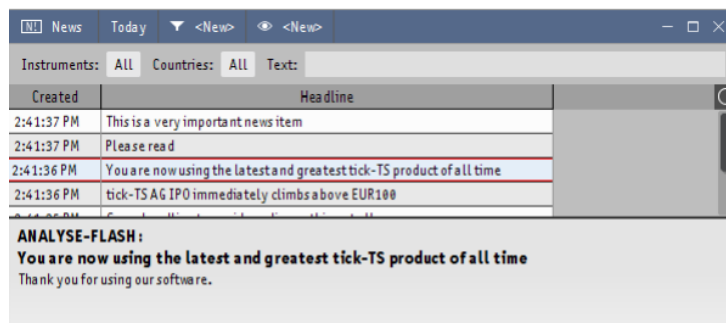 N! News Today <New> <New>
Instruments: All Countries: All Text:
Created Headline
2:41:37 PM This is a very important news item
2:41:37 PM Please read
2:41:36 PM You are now using the latest and greatest tick-TS product of all time
2:41:36 PM tick-TS AG IPO immediately climbs above EUR100
ANALYSE-FLASH:
You are now using the latest and greatest tick-TS product of all time
Thank you for using our software.